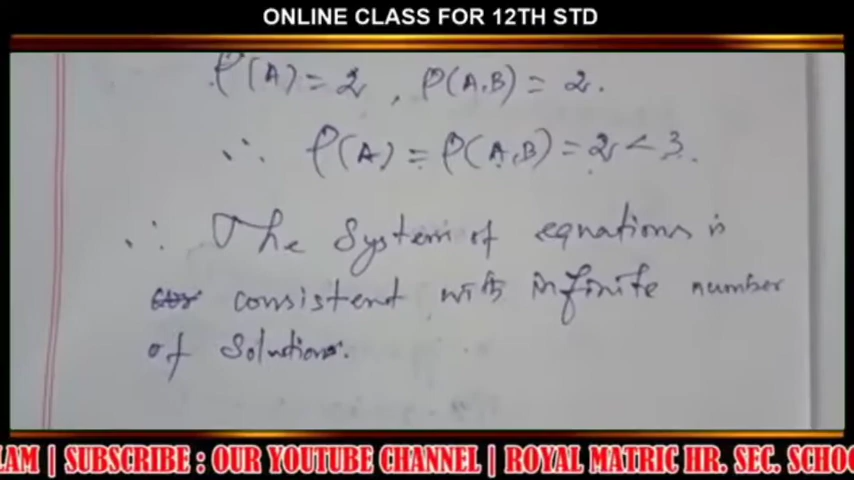 ONLINE CLASS FOR 12TH STD
ρ(A) = 2, ρ(A,B) = 2.
∴ ρ(A) = ρ(A,B) = 2 < 3.
∴ The System of equations is
consistent with infinite number
of Solutions.
LAM | SUBSCRIBE : OUR YOUTUBE CHANNEL | ROYAL MATRIC HR. SEC. SCHOO